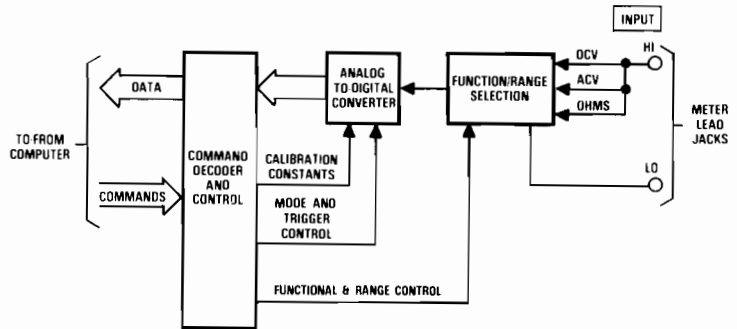 INPUT
HI
OCV
ACV
OHMS
ANALOG
TO-DIGITAL
CONVERTER
FUNCTION/RANGE
SELECTION
DATA
METER
LEAD
JACKS
TO-FROM
COMPUTER
COMMAND
DECODER
AND
CONTROL
CALIBRATION
CONSTANTS
LO
COMMANDS
MODE AND
TRIGGER
CONTROL
FUNCTIONAL & RANGE CONTROL